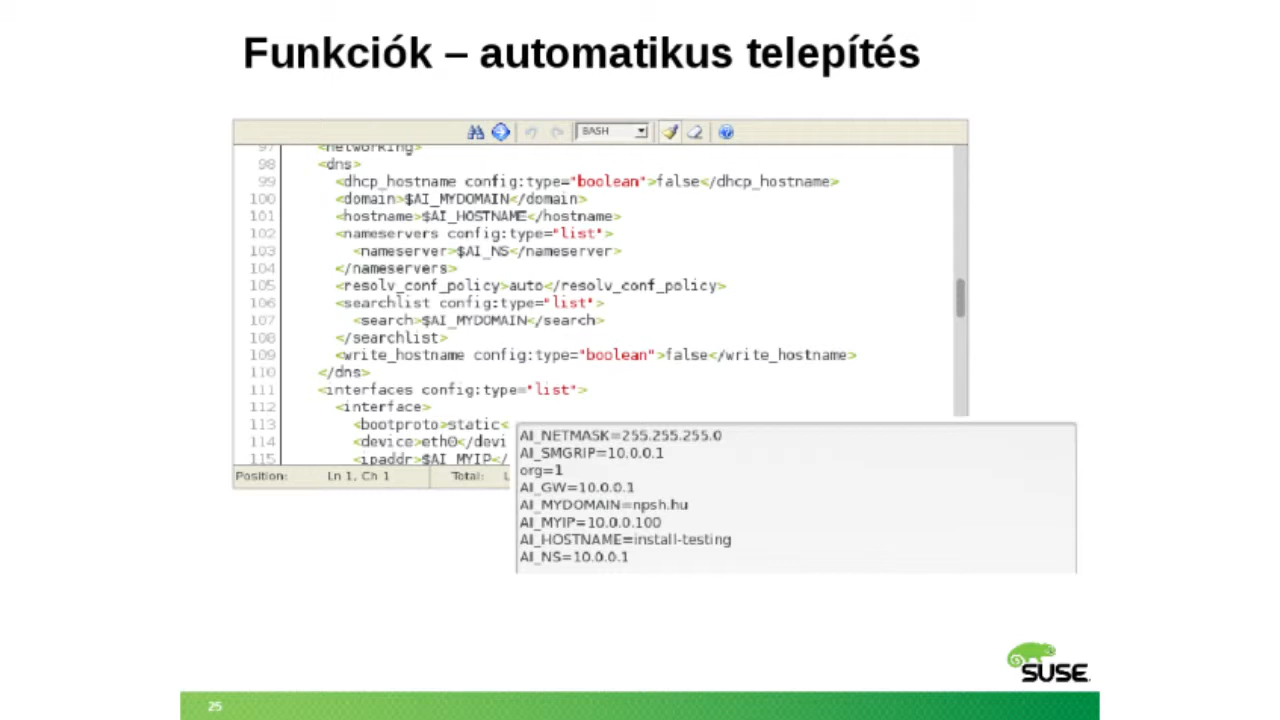 Funkciók – automatikus telepítés
BASH
97 <networking>
98 <dns>
99 <dhcp_hostname config:type="boolean">false</dhcp_hostname>
100 <domain>$AI_MYDOMAIN</domain>
101 <hostname>$AI_HOSTNAME</hostname>
102 <nameservers config:type="list">
103 <nameserver>$AI_NS</nameserver>
104 </nameservers>
105 <resolv_conf_policy>auto</resolv_conf_policy>
106 <searchlist config:type="list">
107 <search>$AI_MYDOMAIN</search>
108 </searchlist>
109 <write_hostname config:type="boolean">false</write_hostname>
110 </dns>
111 <interfaces config:type="list">
112 <interface>
113 <bootproto>static<
114 <device>eth0</devi
115 <ipaddr>$AI_MYIP</
Position: Ln 1, Ch 1 Total:
AI_NETMASK=255.255.255.0
AI_SMGRIP=10.0.0.1
org=1
AI_GW=10.0.0.1
AI_MYDOMAIN=npsh.hu
AI_MYIP=10.0.0.100
AI_HOSTNAME=install-testing
AI_NS=10.0.0.1
SUSE
25